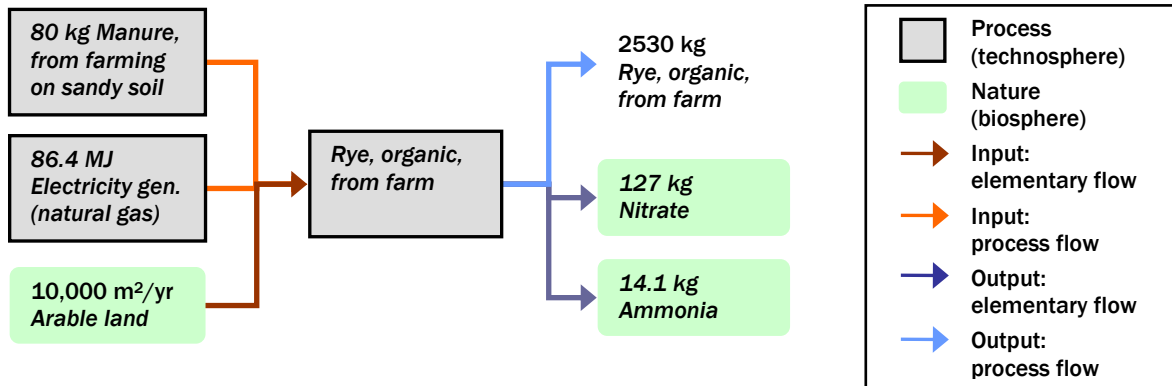 80 kg Manure,
from farming
on sandy soil
86.4 MJ
Electricity gen.
(natural gas)
10,000 m²/yr
Arable land
Rye, organic,
from farm
2530 kg
Rye, organic,
from farm
127 kg
Nitrate
14.1 kg
Ammonia
Process
(technosphere)
Nature
(biosphere)
Input:
elementary flow
Input:
process flow
Output:
elementary flow
Output:
process flow